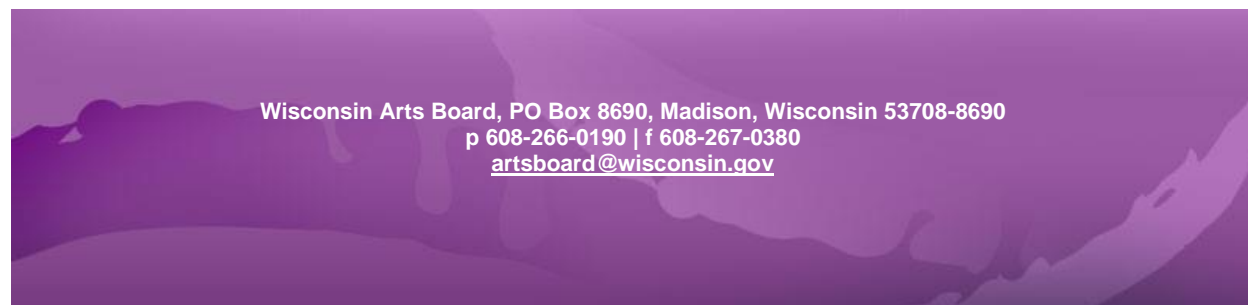 Wisconsin Arts Board, PO Box 8690, Madison, Wisconsin 53708-8690
p 608-266-0190 | f 608-267-0380
artsboard@wisconsin.gov